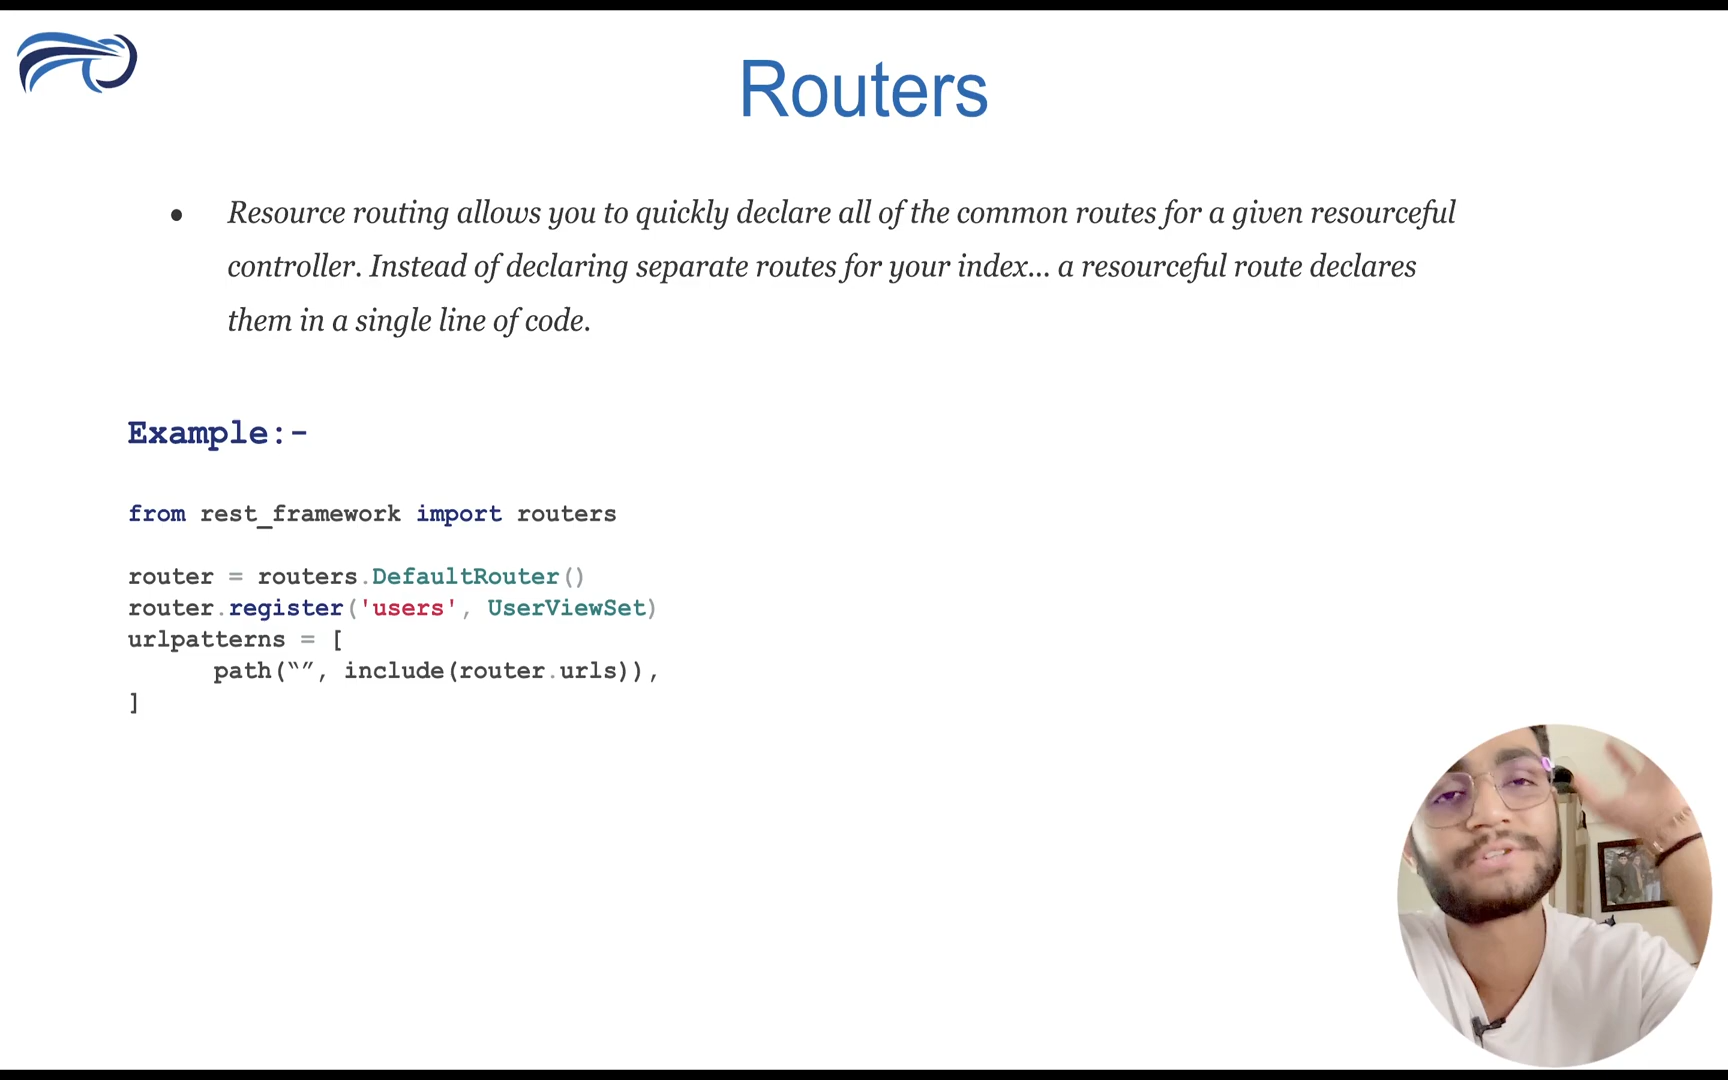 Routers
● Resource routing allows you to quickly declare all of the common routes for a given resourceful
controller. Instead of declaring separate routes for your index... a resourceful route declares
them in a single line of code.
Example:-
from rest_framework import routers
router = routers.DefaultRouter()
router.register('users', UserViewSet)
urlpatterns = [
      path(“”, include(router.urls)),
]